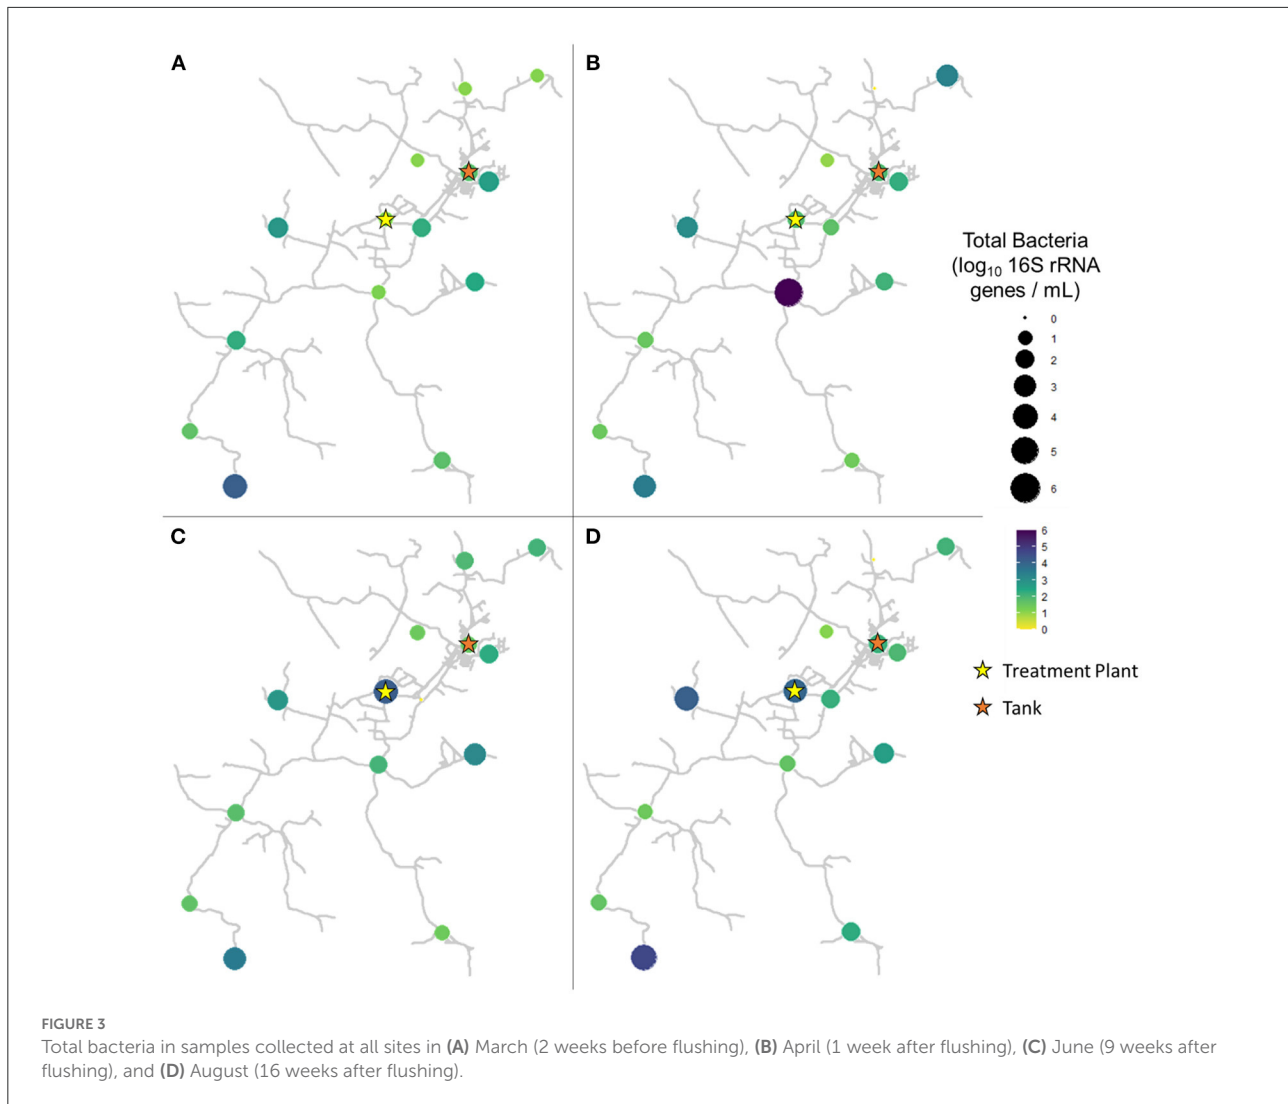 A
B
Total Bacteria
(log₁₀ 16S rRNA
genes / mL)
0
1
2
3
4
5
6
C
D
6
5
4
3
2
1
0
Treatment Plant
Tank
FIGURE 3
Total bacteria in samples collected at all sites in (A) March (2 weeks before flushing), (B) April (1 week after flushing), (C) June (9 weeks after
flushing), and (D) August (16 weeks after flushing).